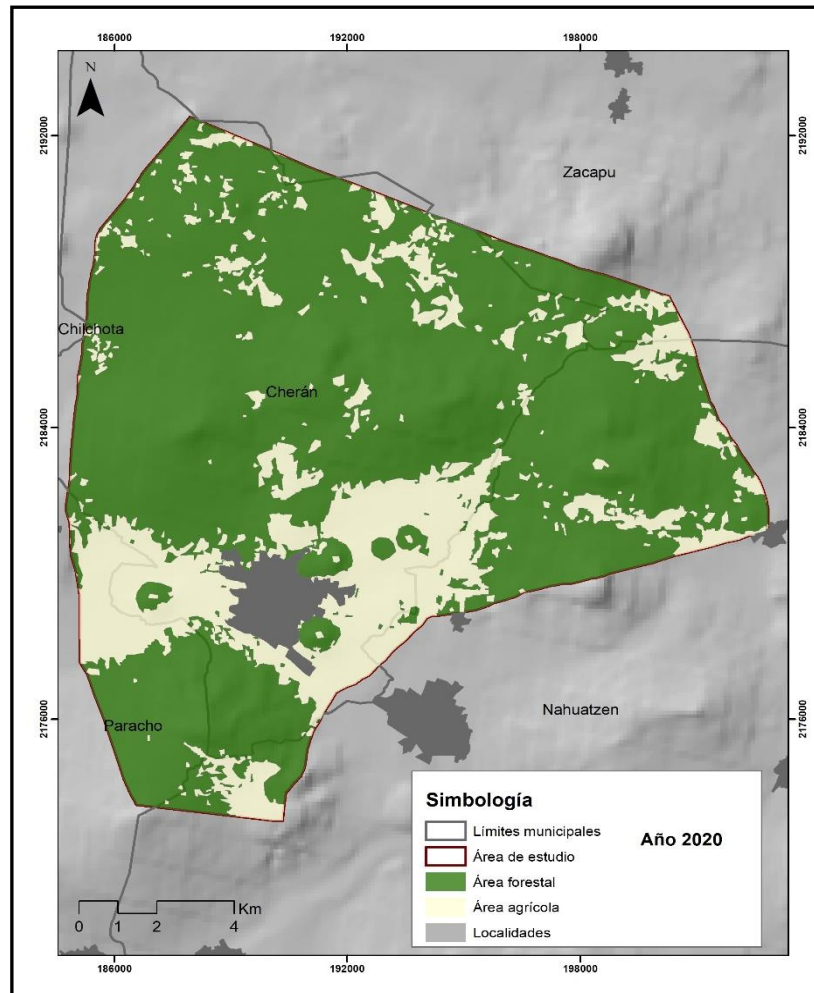 186000 192000 198000
N
2192000 2192000
Zacapu
Chilchota
Cherán
2184000 2184000
Paracho
2176000 2176000
Nahuatzen
Simbología
Límites municipales
Año 2020
Área de estudio
Área forestal
Área agrícola
Localidades
Km
0 1 2 4
186000 192000 198000